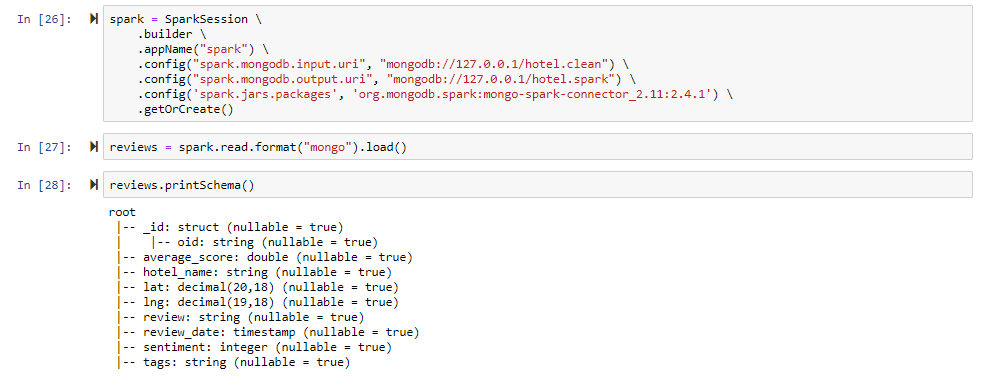 In [26]:
spark = SparkSession \
    .builder \
    .appName("spark") \
    .config("spark.mongodb.input.uri", "mongodb://127.0.0.1/hotel.clean") \
    .config("spark.mongodb.output.uri", "mongodb://127.0.0.1/hotel.spark") \
    .config('spark.jars.packages', 'org.mongodb.spark:mongo-spark-connector_2.11:2.4.1') \
    .getOrCreate()
In [27]:
reviews = spark.read.format("mongo").load()
In [28]:
reviews.printSchema()
root
 |-- _id: struct (nullable = true)
 |    |-- oid: string (nullable = true)
 |-- average_score: double (nullable = true)
 |-- hotel_name: string (nullable = true)
 |-- lat: decimal(20,18) (nullable = true)
 |-- lng: decimal(19,18) (nullable = true)
 |-- review: string (nullable = true)
 |-- review_date: timestamp (nullable = true)
 |-- sentiment: integer (nullable = true)
 |-- tags: string (nullable = true)